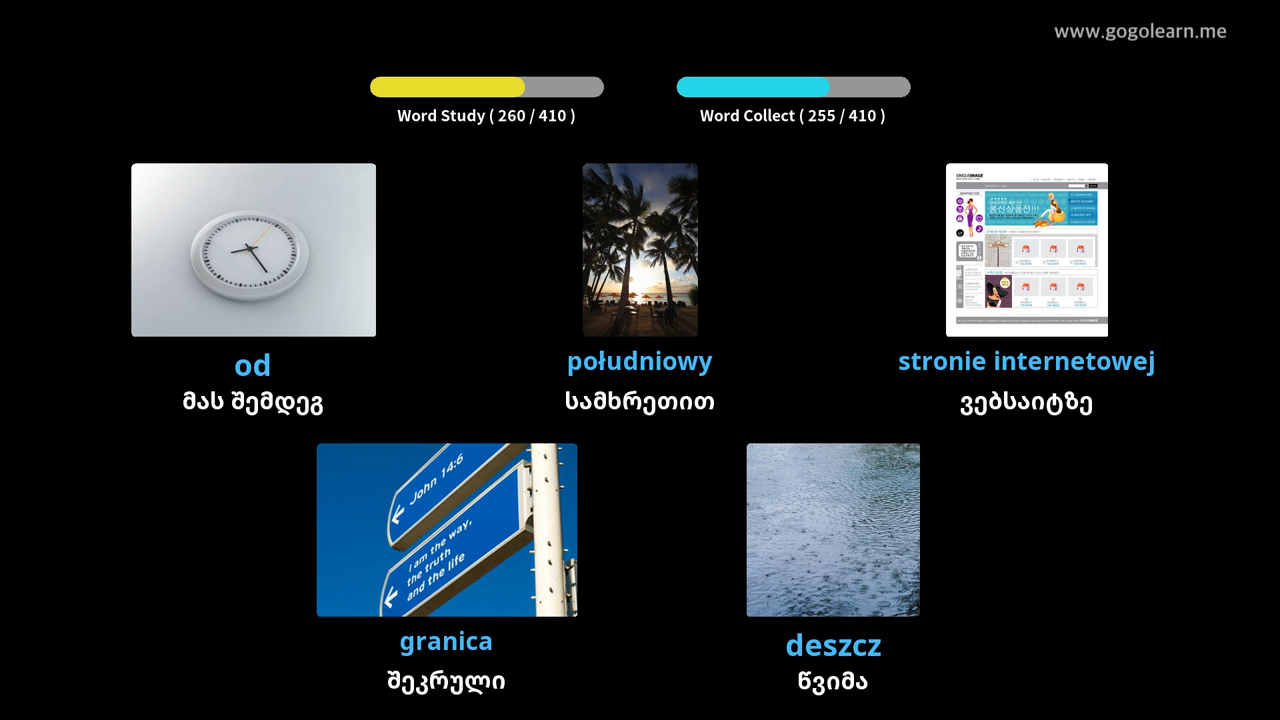 www.gogolearn.me
Word Study ( 260 / 410 )
Word Collect ( 255 / 410 )
od
მას შემდეგ
południowy
სამხრეთით
stronie internetowej
ვებსაიტზე
John 14:6
I am the way,
the truth
and the life
granica
შეკრული
deszcz
წვიმა